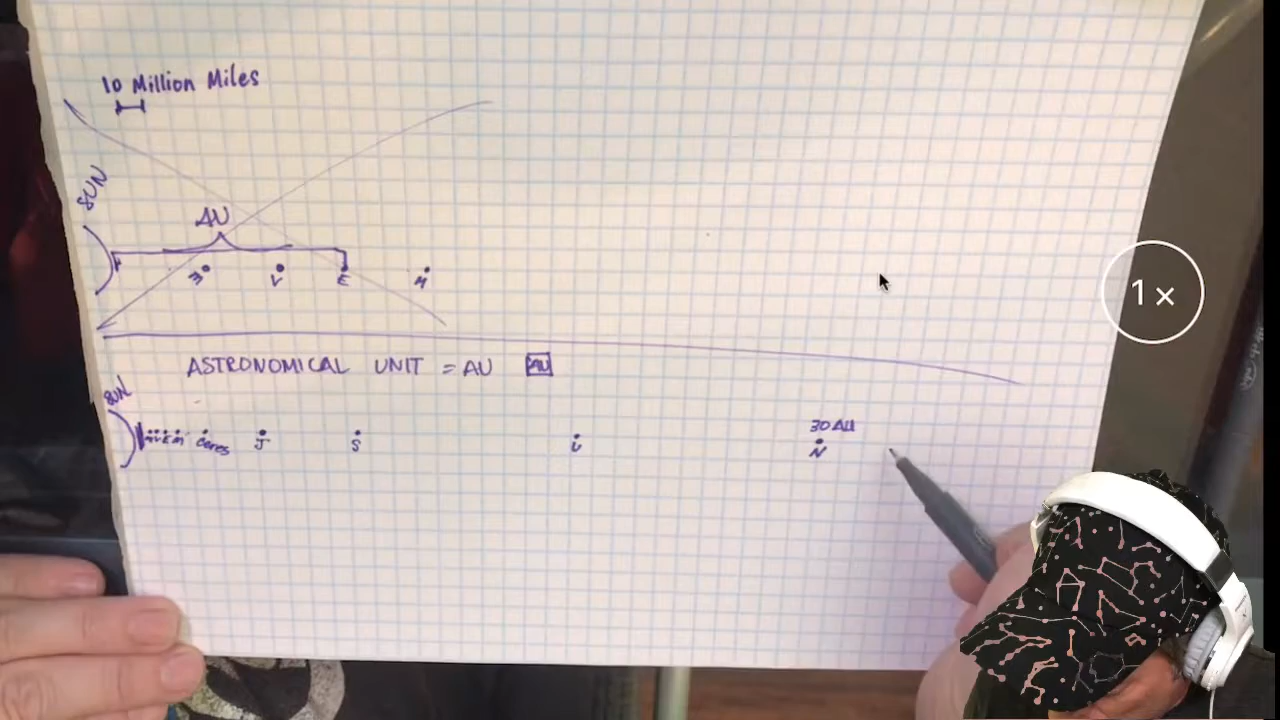 10 Million Miles
SUN
AU
M V E M
ASTRONOMICAL UNIT = AU AU
SUN
30 AU
M V E M Ceres J S U N
1×